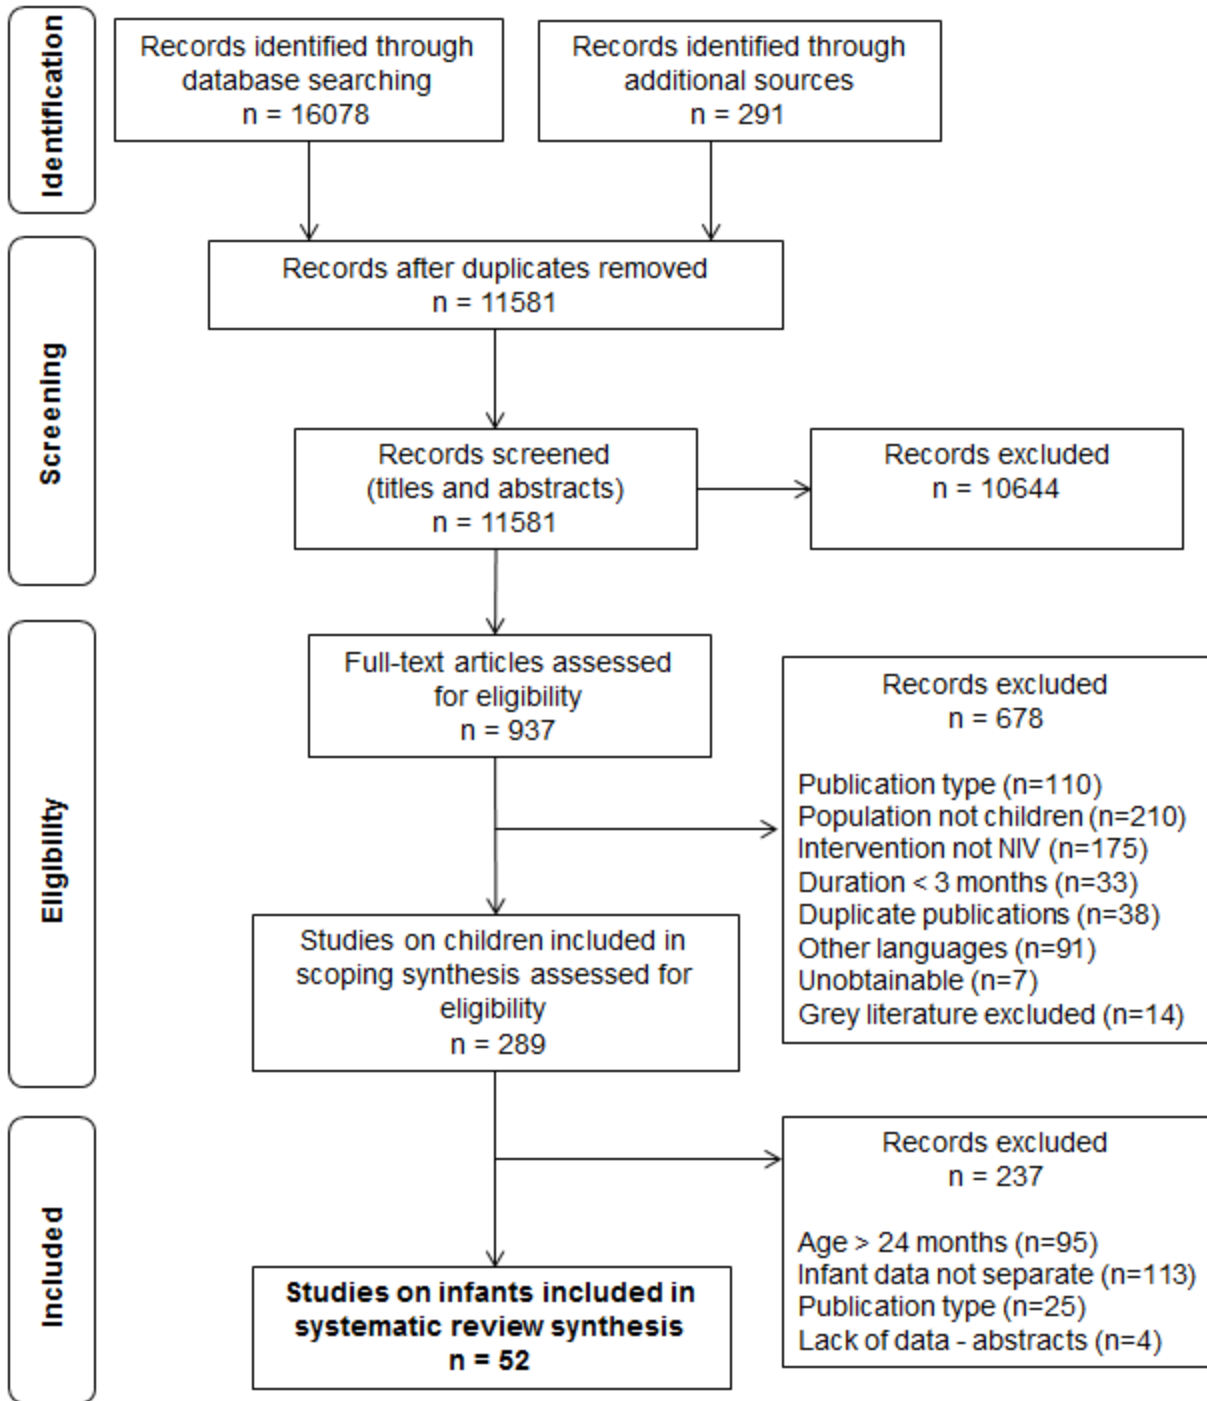 Identification
Records identified through
database searching
n = 16078
Records identified through
additional sources
n = 291
Screening
Records after duplicates removed
n = 11581
Records screened
(titles and abstracts)
n = 11581
Records excluded
n = 10644
Eligibility
Full-text articles assessed
for eligibility
n = 937
Records excluded
n = 678
Publication type (n=110)
Population not children (n=210)
Intervention not NIV (n=175)
Duration < 3 months (n=33)
Duplicate publications (n=38)
Other languages (n=91)
Unobtainable (n=7)
Grey literature excluded (n=14)
Studies on children included in
scoping synthesis assessed for
eligibility
n = 289
Included
Records excluded
n = 237
Age > 24 months (n=95)
Infant data not separate (n=113)
Publication type (n=25)
Lack of data - abstracts (n=4)
Studies on infants included in
systematic review synthesis
n = 52